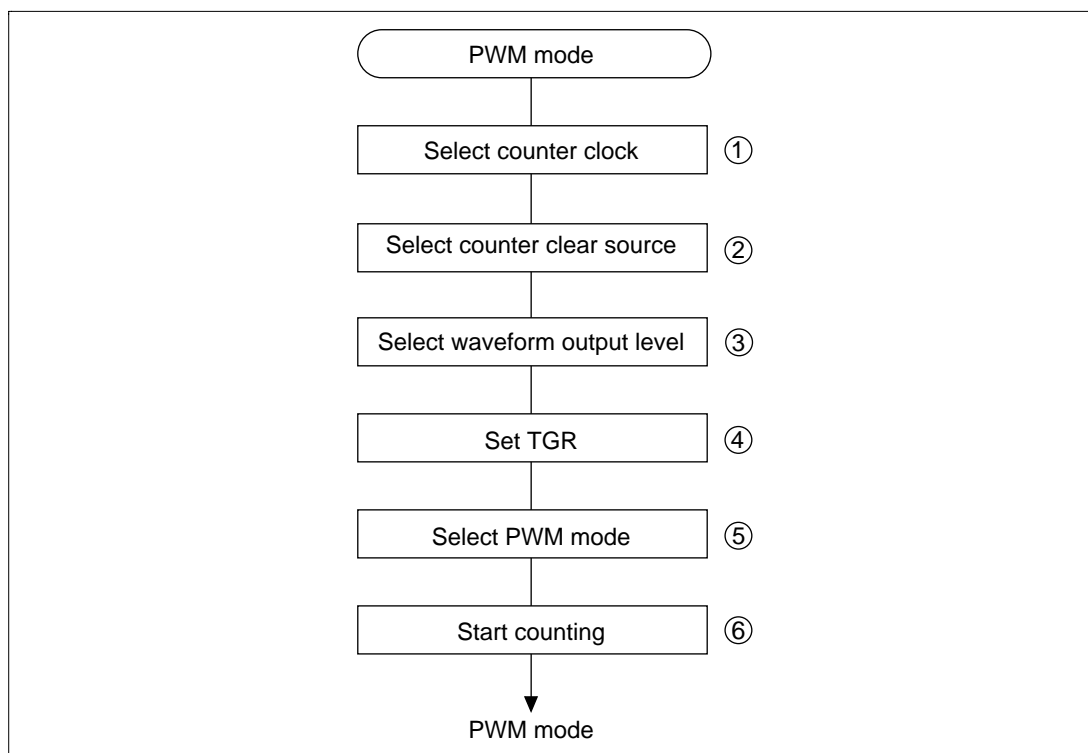 PWM mode
Select counter clock ①
Select counter clear source ②
Select waveform output level ③
Set TGR ④
Select PWM mode ⑤
Start counting ⑥
PWM mode